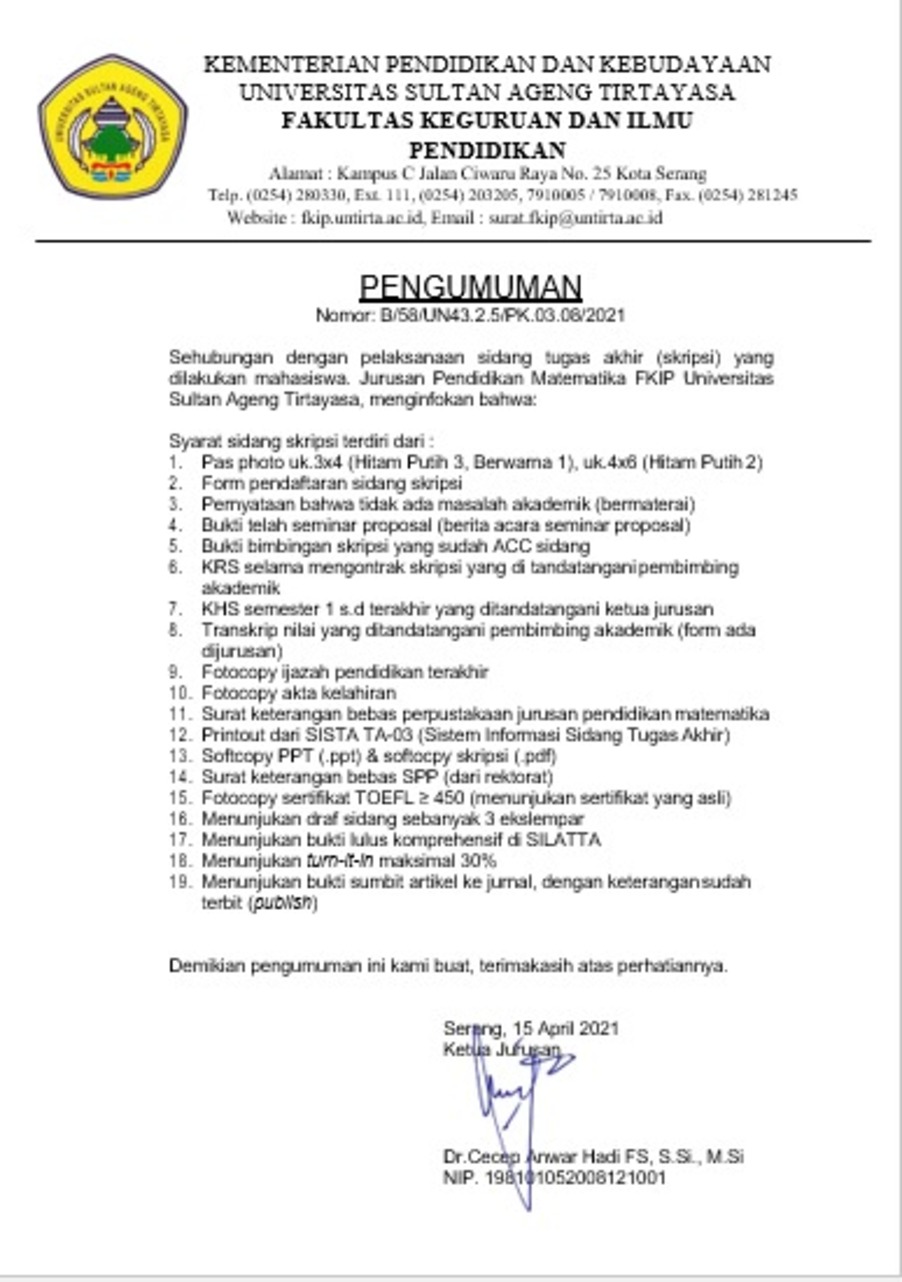 UNIVERSITAS SULTAN AGENG TIRTAYASA
KEMENTERIAN PENDIDIKAN DAN KEBUDAYAAN
UNIVERSITAS SULTAN AGENG TIRTAYASA
FAKULTAS KEGURUAN DAN ILMU
PENDIDIKAN
Alamat : Kampus C Jalan Ciwaru Raya No. 25 Kota Serang
Telp. (0254) 280330, Ext. 111, (0254) 203205, 7910005 / 7910008, Fax. (0254) 281245
Website : fkip.untirta.ac.id, Email : surat.fkip@untirta.ac.id
PENGUMUMAN
Nomor: B/58/UN43.2.5/PK.03.08/2021
Sehubungan dengan pelaksanaan sidang tugas akhir (skripsi) yang
dilakukan mahasiswa. Jurusan Pendidikan Matematika FKIP Universitas
Sultan Ageng Tirtayasa, menginfokan bahwa:
Syarat sidang skripsi terdiri dari :
1. Pas photo uk.3x4 (Hitam Putih 3, Berwarna 1), uk.4x6 (Hitam Putih 2)
2. Form pendaftaran sidang skripsi
3. Pernyataan bahwa tidak ada masalah akademik (bermaterai)
4. Bukti telah seminar proposal (berita acara seminar proposal)
5. Bukti bimbingan skripsi yang sudah ACC sidang
6. KRS selama mengontrak skripsi yang di tandatangani pembimbing
akademik
7. KHS semester 1 s.d terakhir yang ditandatangani ketua jurusan
8. Transkrip nilai yang ditandatangani pembimbing akademik (form ada
dijurusan)
9. Fotocopy ijazah pendidikan terakhir
10. Fotocopy akta kelahiran
11. Surat keterangan bebas perpustakaan jurusan pendidikan matematika
12. Printout dari SISTA TA-03 (Sistem Informasi Sidang Tugas Akhir)
13. Softcopy PPT (.ppt) & softocpy skripsi (.pdf)
14. Surat keterangan bebas SPP (dari rektorat)
15. Fotocopy sertifikat TOEFL ≥ 450 (menunjukan sertifikat yang asli)
16. Menunjukan draf sidang sebanyak 3 ekslempar
17. Menunjukan bukti lulus komprehensif di SILATTA
18. Menunjukan turn-it-in maksimal 30%
19. Menunjukan bukti sumbit artikel ke jurnal, dengan keterangan sudah
terbit (publish)
Demikian pengumuman ini kami buat, terimakasih atas perhatiannya.
Serang, 15 April 2021
Ketua Jurusan
Dr.Cecep Anwar Hadi FS, S.Si., M.Si
NIP. 198101052008121001